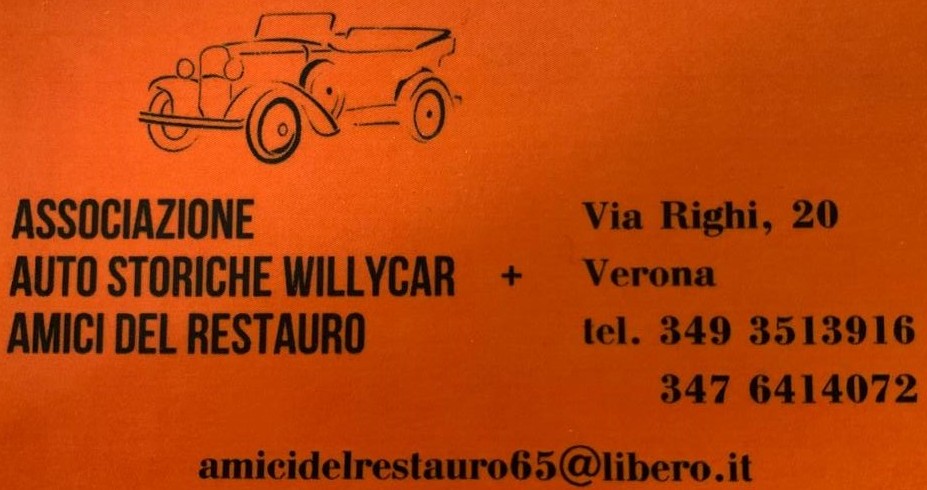 ASSOCIAZIONE
AUTO STORICHE WILLYCAR
AMICI DEL RESTAURO
+
Via Righi, 20
Verona
tel. 349 3513916
347 6414072
amicidelrestauro65@libero.it